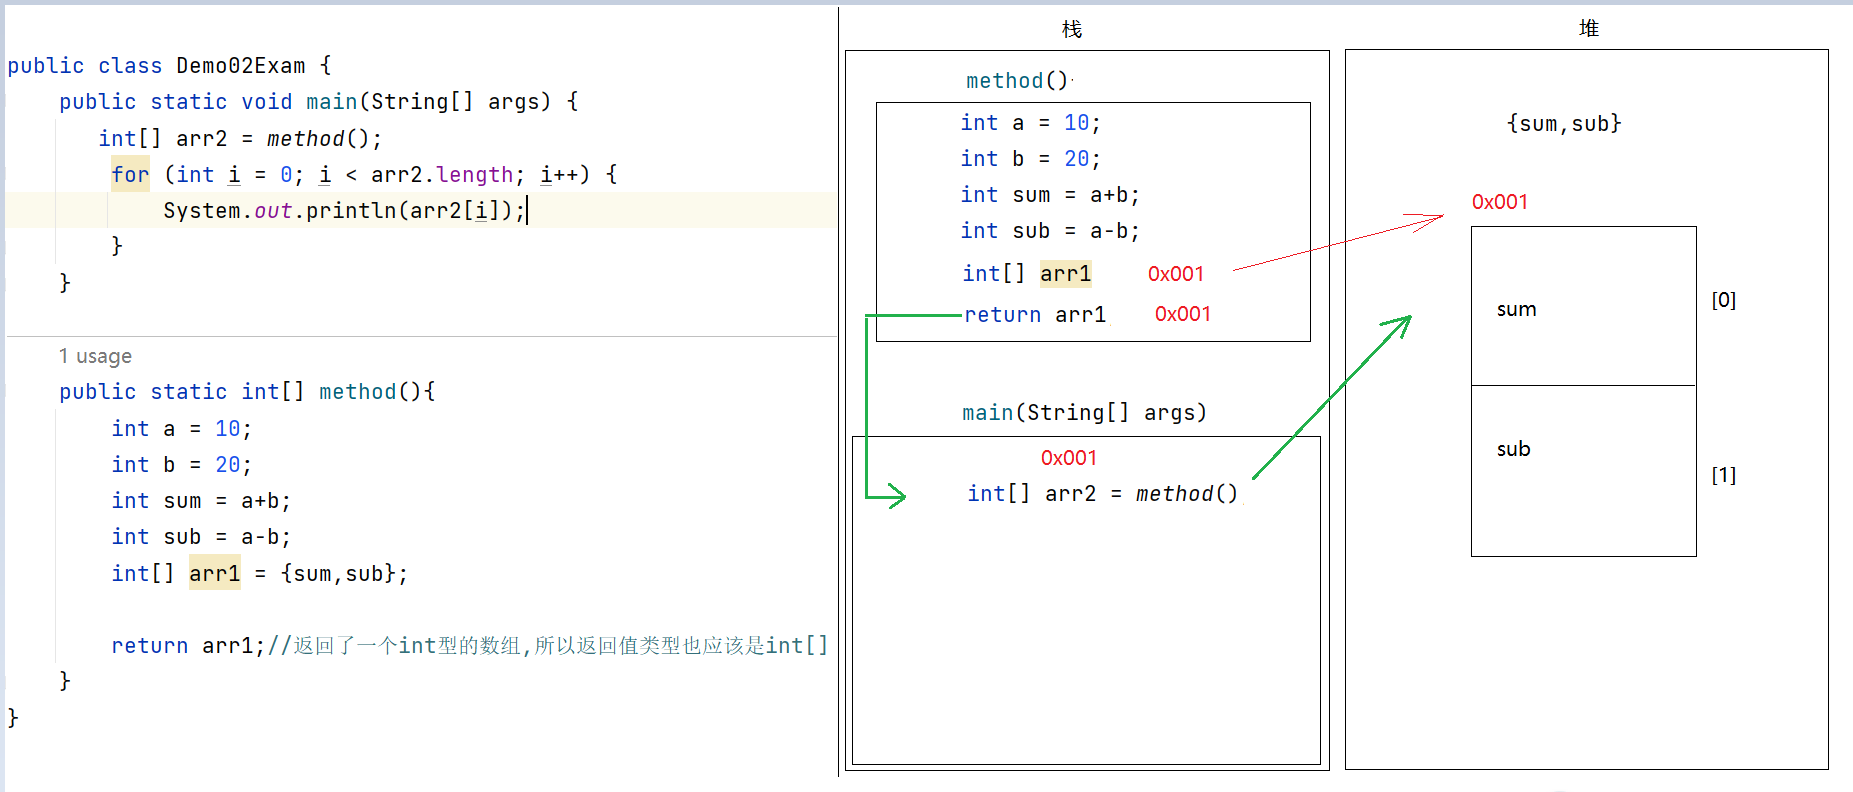 public class Demo02Exam {
public static void main(String[] args) {
int[] arr2 = method();
for (int i = 0; i < arr2.length; i++) {
System.out.println(arr2[i]);
}
}
1 usage
public static int[] method(){
int a = 10;
int b = 20;
int sum = a+b;
int sub = a-b;
int[] arr1 = {sum,sub};
return arr1;//返回了一个int型的数组,所以返回值类型也应该是int[]
}
}
栈
method()
int a = 10;
int b = 20;
int sum = a+b;
int sub = a-b;
int[] arr1 0x001
return arr1 0x001
main(String[] args)
0x001
int[] arr2 = method()
堆
{sum,sub}
0x001
sum [0]
sub [1]